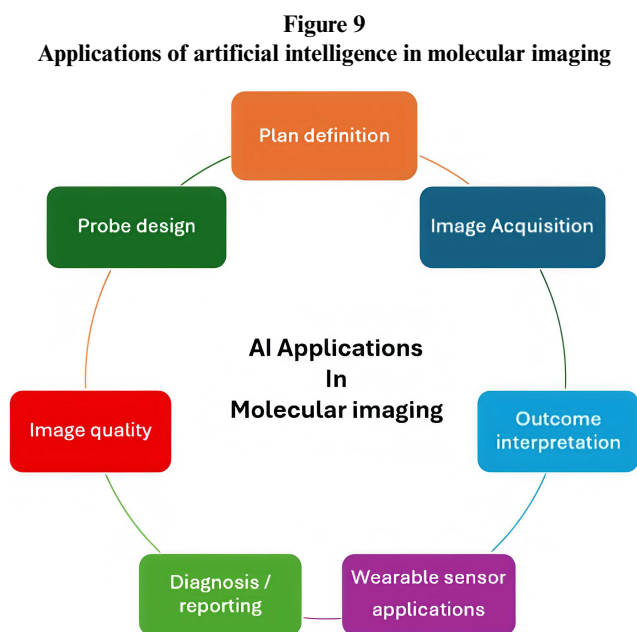 Figure 9
Applications of artificial intelligence in molecular imaging
Plan definition
Probe design
Image Acquisition
AI Applications
In
Molecular imaging
Image quality
Outcome
interpretation
Diagnosis /
reporting
Wearable sensor
applications